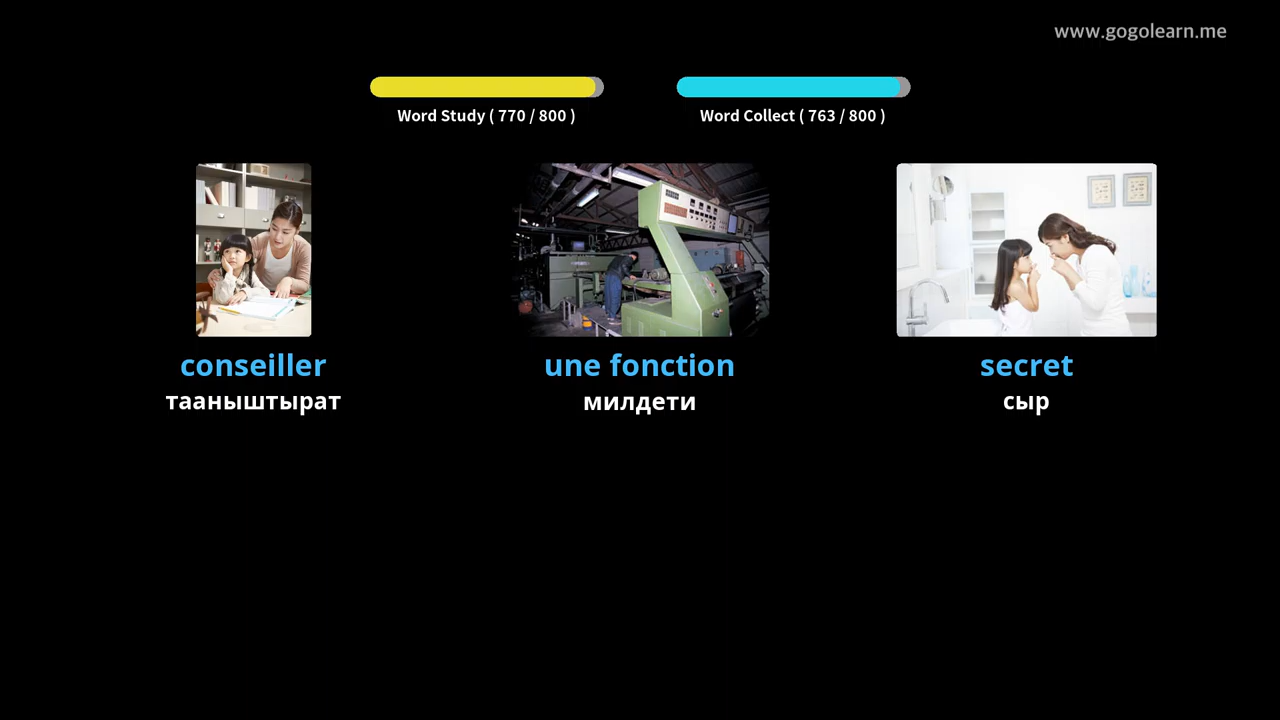 www.gogolearn.me
Word Study ( 770 / 800 )
Word Collect ( 763 / 800 )
conseiller
une fonction
secret
тааныштырат
милдети
сыр